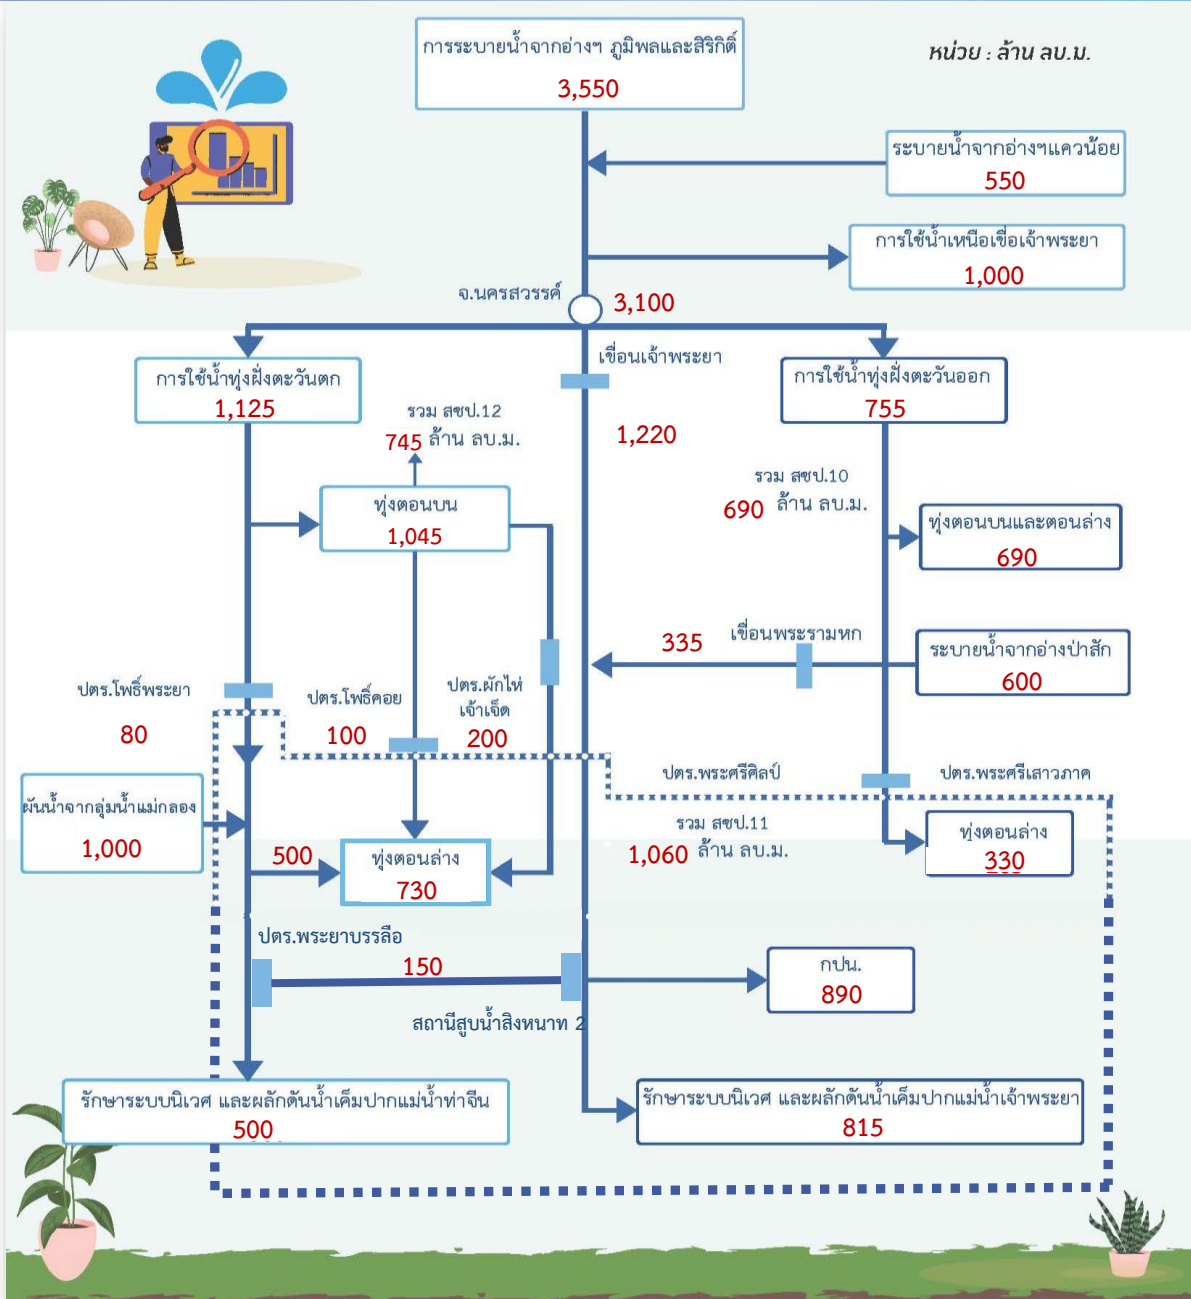 การระบายน้ำจากอ่างฯ ภูมิพลและสิริกิติ์
3,550
หน่วย : ล้าน ลบ.ม.
ระบายน้ำจากอ่างฯแควน้อย
550
การใช้น้ำเหนือเขื่อเจ้าพระยา
1,000
จ.นครสวรรค์
3,100
เขื่อนเจ้าพระยา
การใช้น้ำทุ่งฝั่งตะวันตก
1,125
การใช้น้ำทุ่งฝั่งตะวันออก
755
รวม สชป.12
745 ล้าน ลบ.ม.
1,220
รวม สชป.10
690 ล้าน ลบ.ม.
ทุ่งตอนบน
1,045
ทุ่งตอนบนและตอนล่าง
690
335
เขื่อนพระรามหก
ระบายน้ำจากอ่างป่าสัก
600
ปตร.โพธิ์พระยา
80
ปตร.โพธิ์คอย
100
ปตร.ผักไห่
เจ้าเจ็ด
200
ปตร.พระศรีศิลป์
ปตร.พระศรีเสาวภาค
ผันน้ำจากลุ่มน้ำแม่กลอง
1,000
500
ทุ่งตอนล่าง
730
รวม สชป.11
1,060 ล้าน ลบ.ม.
ทุ่งตอนล่าง
330
ปตร.พระยาบรรลือ
150
สถานีสูบน้ำสิงหนาท 2
กปน.
890
รักษาระบบนิเวศ และผลักดันน้ำเค็มปากแม่น้ำท่าจีน
500
รักษาระบบนิเวศ และผลักดันน้ำเค็มปากแม่น้ำเจ้าพระยา
815